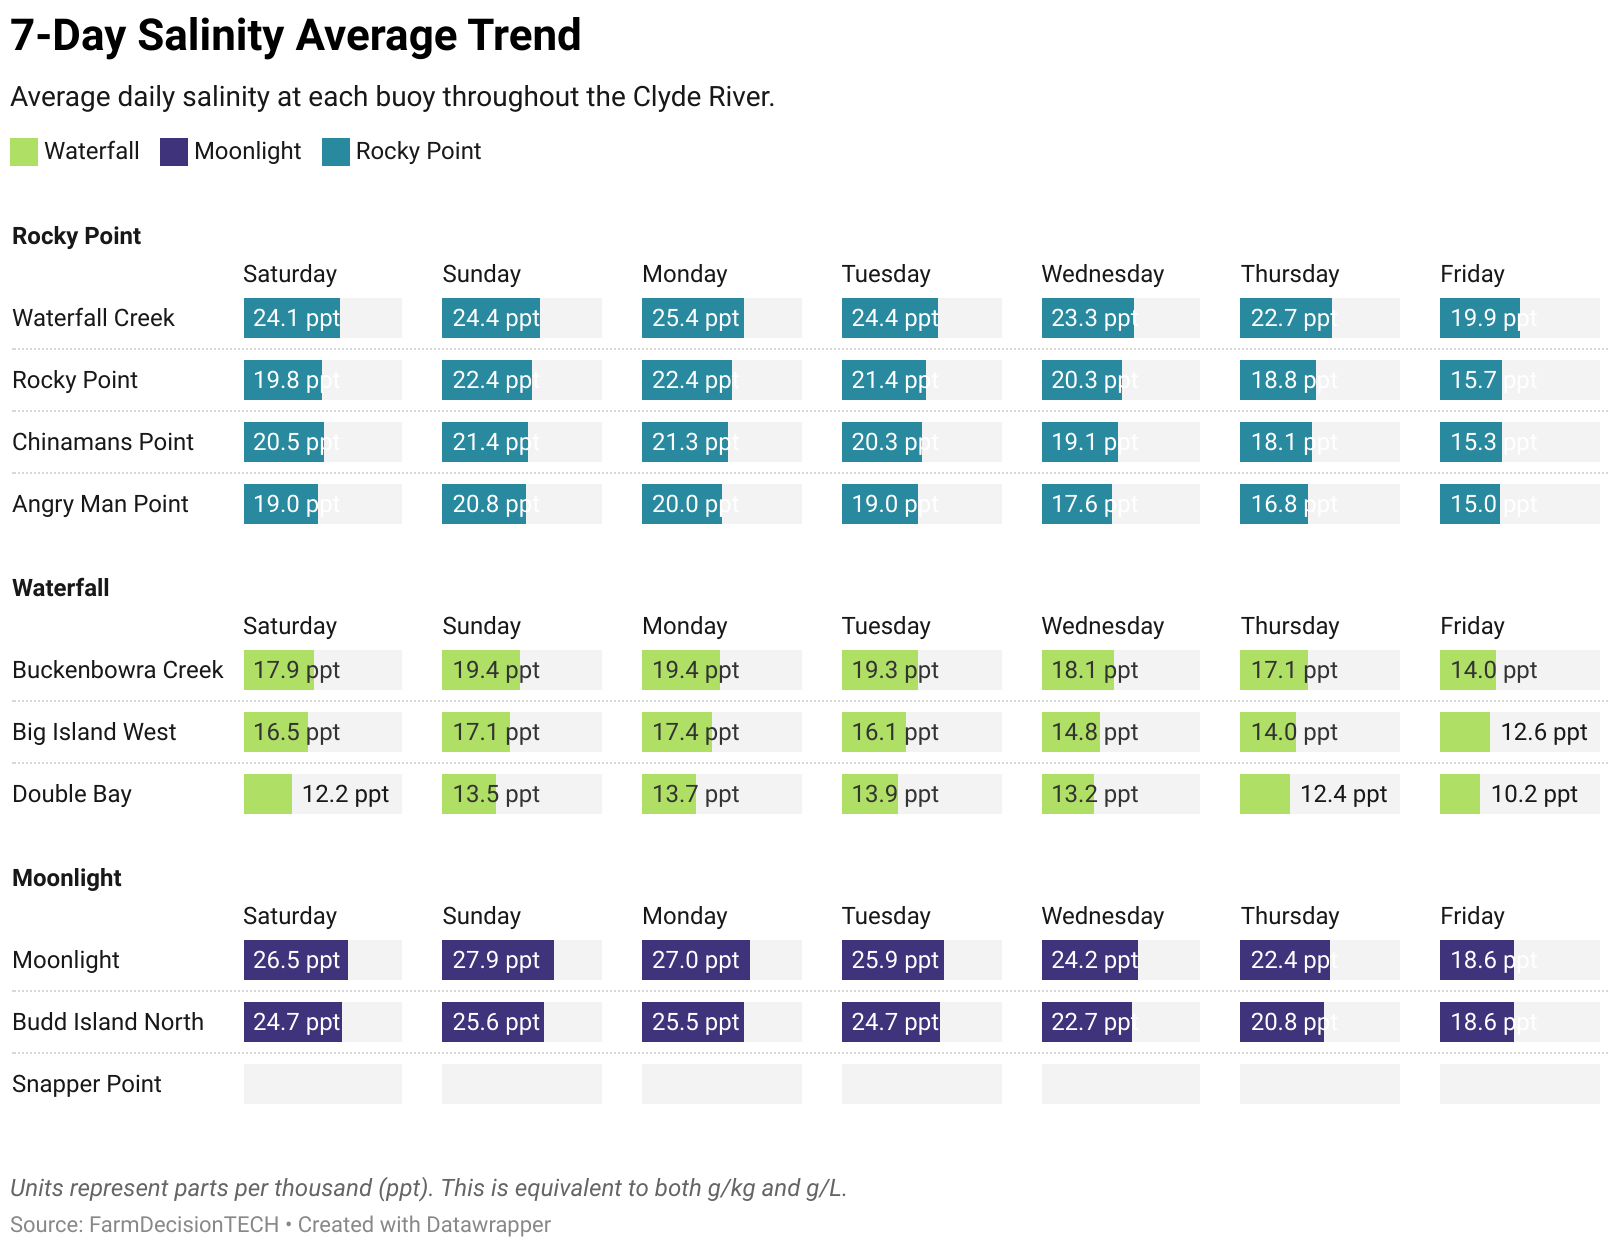 7-Day Salinity Average Trend
Average daily salinity at each buoy throughout the Clyde River.
Waterfall Moonlight Rocky Point
Rocky Point
Saturday Sunday Monday Tuesday Wednesday Thursday Friday
Waterfall Creek 24.1 ppt 24.4 ppt 25.4 ppt 24.4 ppt 23.3 ppt 22.7 ppt 19.9 ppt
Rocky Point 19.8 ppt 22.4 ppt 22.4 ppt 21.4 ppt 20.3 ppt 18.8 ppt 15.7 ppt
Chinamans Point 20.5 ppt 21.4 ppt 21.3 ppt 20.3 ppt 19.1 ppt 18.1 ppt 15.3 ppt
Angry Man Point 19.0 ppt 20.8 ppt 20.0 ppt 19.0 ppt 17.6 ppt 16.8 ppt 15.0 ppt
Waterfall
Saturday Sunday Monday Tuesday Wednesday Thursday Friday
Buckenbowra Creek 17.9 ppt 19.4 ppt 19.4 ppt 19.3 ppt 18.1 ppt 17.1 ppt 14.0 ppt
Big Island West 16.5 ppt 17.1 ppt 17.4 ppt 16.1 ppt 14.8 ppt 14.0 ppt 12.6 ppt
Double Bay 12.2 ppt 13.5 ppt 13.7 ppt 13.9 ppt 13.2 ppt 12.4 ppt 10.2 ppt
Moonlight
Saturday Sunday Monday Tuesday Wednesday Thursday Friday
Moonlight 26.5 ppt 27.9 ppt 27.0 ppt 25.9 ppt 24.2 ppt 22.4 ppt 18.6 ppt
Budd Island North 24.7 ppt 25.6 ppt 25.5 ppt 24.7 ppt 22.7 ppt 20.8 ppt 18.6 ppt
Snapper Point
Units represent parts per thousand (ppt). This is equivalent to both g/kg and g/L.
Source: FarmDecisionTECH • Created with Datawrapper